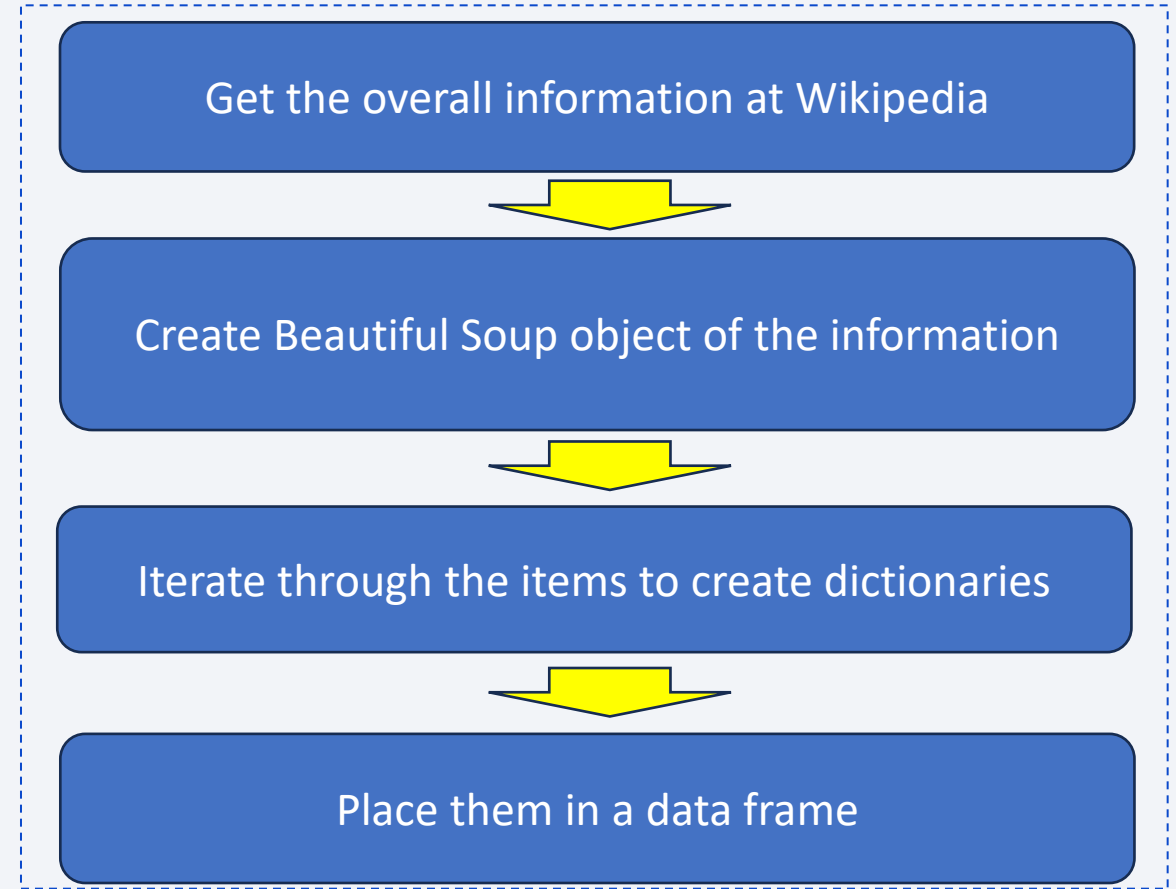 Get the overall information at Wikipedia
Create Beautiful Soup object of the information
Iterate through the items to create dictionaries
Place them in a data frame